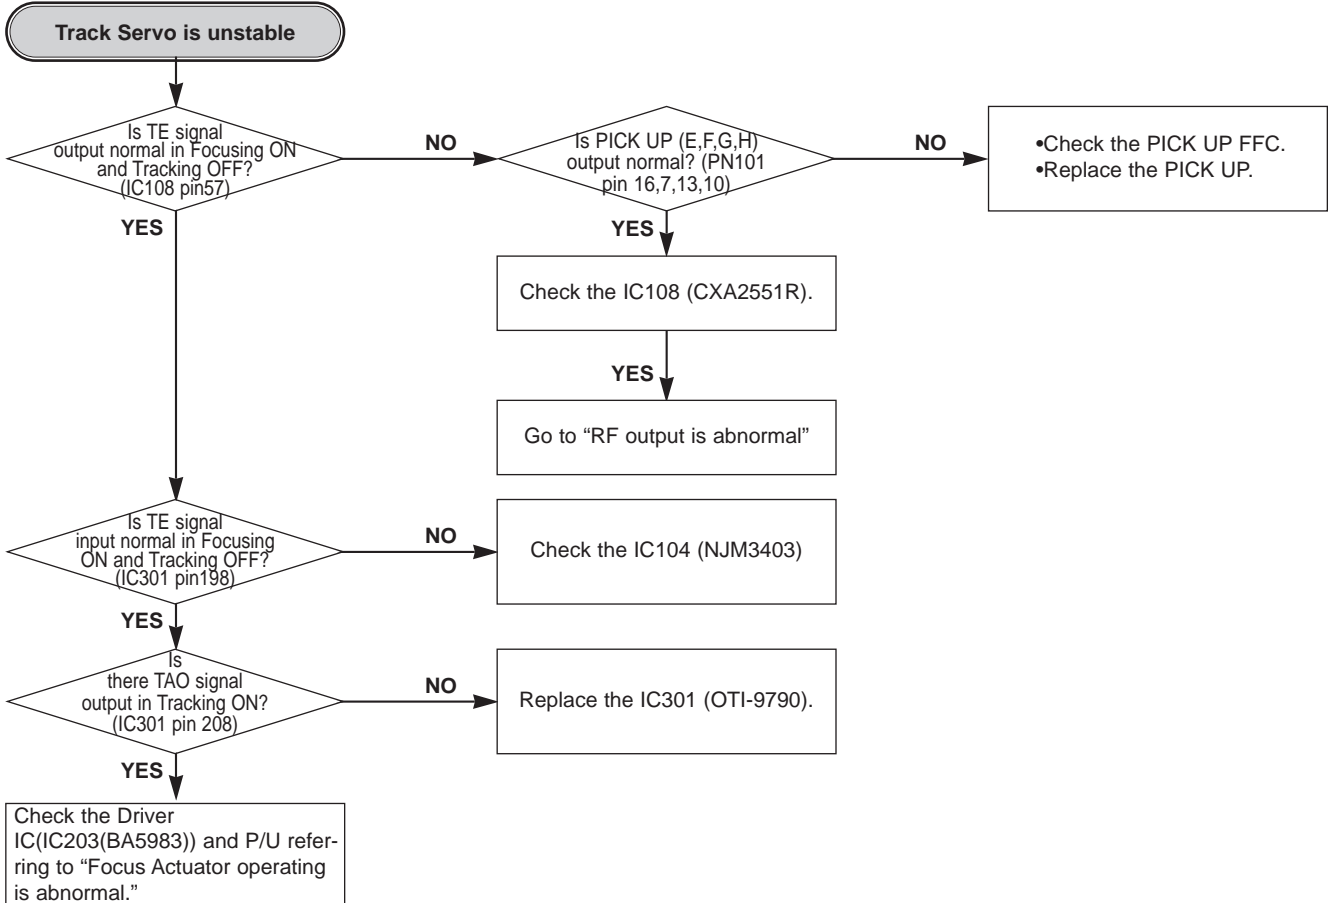 Track Servo is unstable
Is TE signal
output normal in Focusing ON
and Tracking OFF?
(IC108 pin57)
NO
Is PICK UP (E,F,G,H)
output normal? (PN101
pin 16,7,13,10)
NO
•Check the PICK UP FFC.
•Replace the PICK UP.
YES
YES
Check the IC108 (CXA2551R).
YES
Go to “RF output is abnormal”
Is TE signal
input normal in Focusing
ON and Tracking OFF?
(IC301 pin198)
NO
Check the IC104 (NJM3403)
YES
Is
there TAO signal
output in Tracking ON?
(IC301 pin 208)
NO
Replace the IC301 (OTI-9790).
YES
Check the Driver
IC(IC203(BA5983)) and P/U refer-
ring to “Focus Actuator operating
is abnormal.”